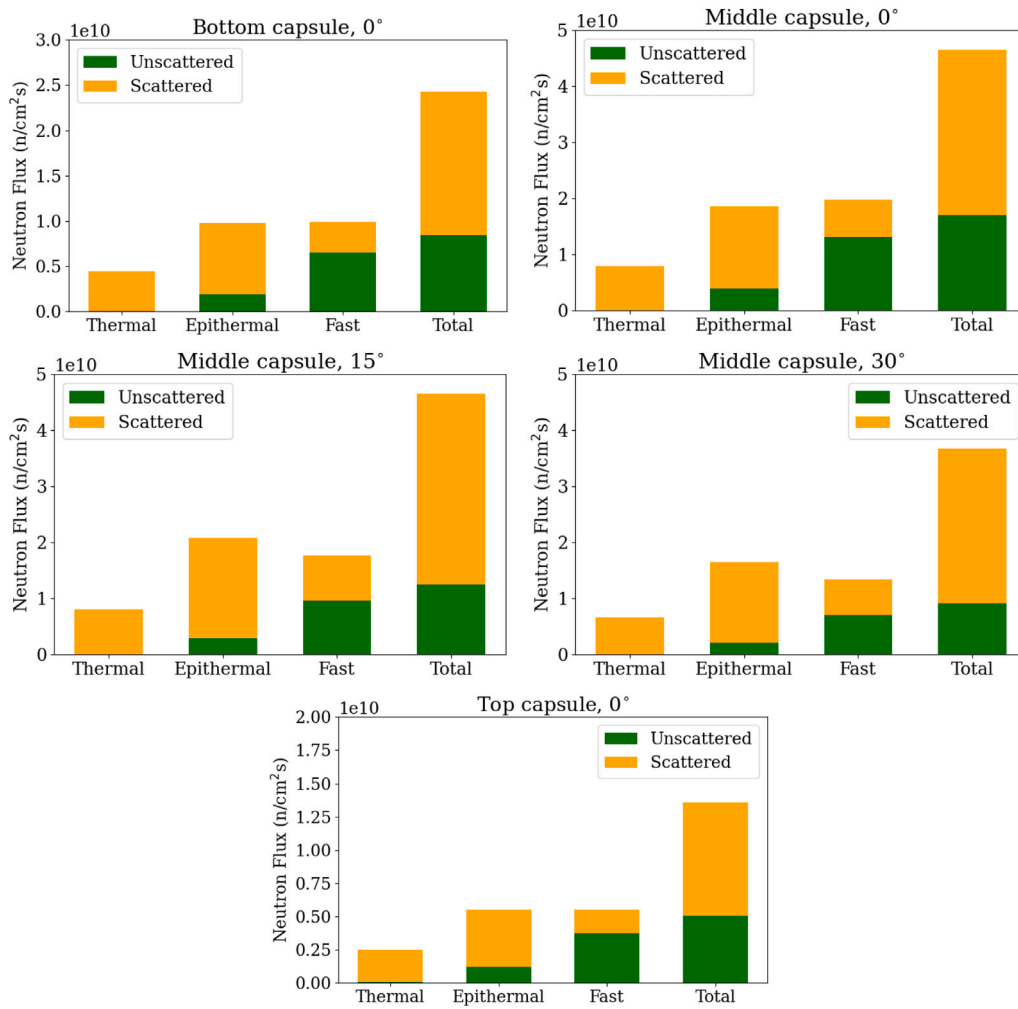 Bottom capsule, 0°
1e10
Neutron Flux (n/cm²s)
3.0
2.5
2.0
1.5
1.0
0.5
0.0
Unscattered
Scattered
Thermal Epithermal Fast Total
Middle capsule, 0°
1e10
Neutron Flux (n/cm²s)
5
4
3
2
1
0
Unscattered
Scattered
Thermal Epithermal Fast Total
Middle capsule, 15°
1e10
Neutron Flux (n/cm²s)
5
4
3
2
1
0
Unscattered
Scattered
Thermal Epithermal Fast Total
Middle capsule, 30°
1e10
Neutron Flux (n/cm²s)
5
4
3
2
1
0
Unscattered
Scattered
Thermal Epithermal Fast Total
Top capsule, 0°
1e10
Neutron Flux (n/cm²s)
2.00
1.75
1.50
1.25
1.00
0.75
0.50
0.25
0.00
Unscattered
Scattered
Thermal Epithermal Fast Total